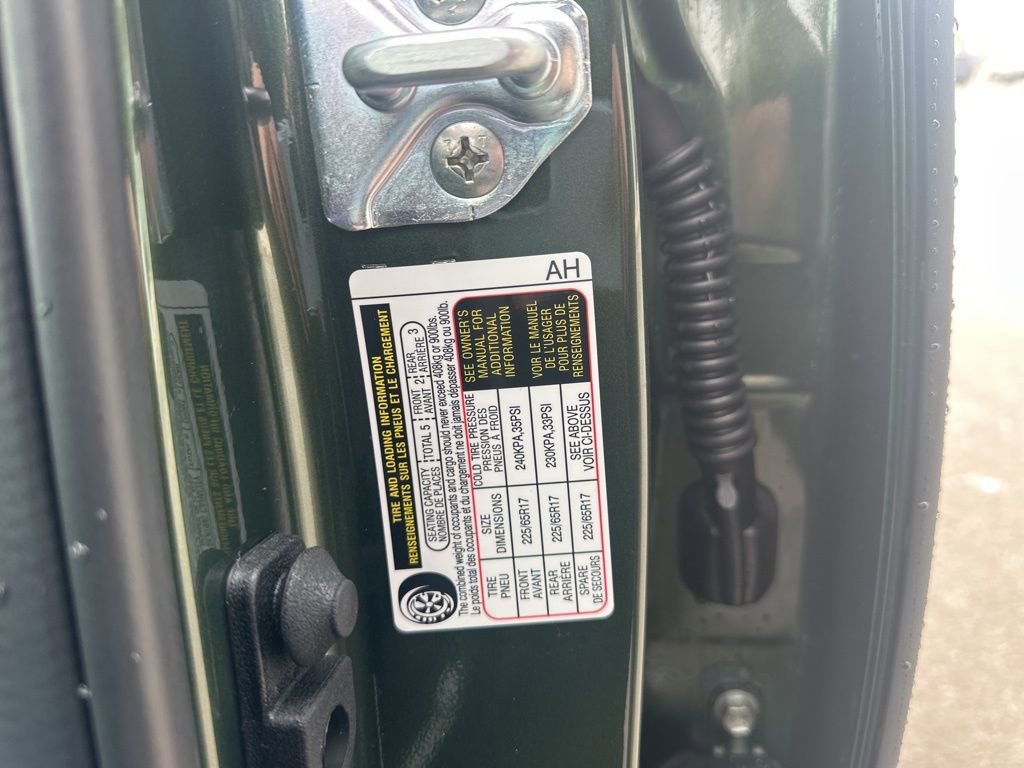 AH
TIRE AND LOADING INFORMATION
RENSEIGNEMENTS SUR LES PNEUS ET LE CHARGEMENT
SEATING CAPACITY TOTAL 5 FRONT 2 REAR 3
NOMBRE DE PLACES AVANT 2 ARRIÈRE
The combined weight of occupants and cargo should never exceed 408kg or 900lbs.
Le poids total des occupants et du chargement ne doit jamais dépasser 408kg ou 900lb.
TIRE SIZE COLD TIRE PRESSURE
PNEU DIMENSIONS PRESSION DES
PNEUS À FROID
FRONT 225/65R17 240KPA,35PSI
AVANT
REAR 225/65R17 230KPA,33PSI
ARRIÈRE
SPARE 225/65R17 SEE ABOVE
DE SECOURS VOIR CI-DESSUS
SEE OWNER'S
MANUAL FOR
ADDITIONAL
INFORMATION
VOIR LE MANUEL
DE L'USAGER
POUR PLUS DE
RENSEIGNEMENTS